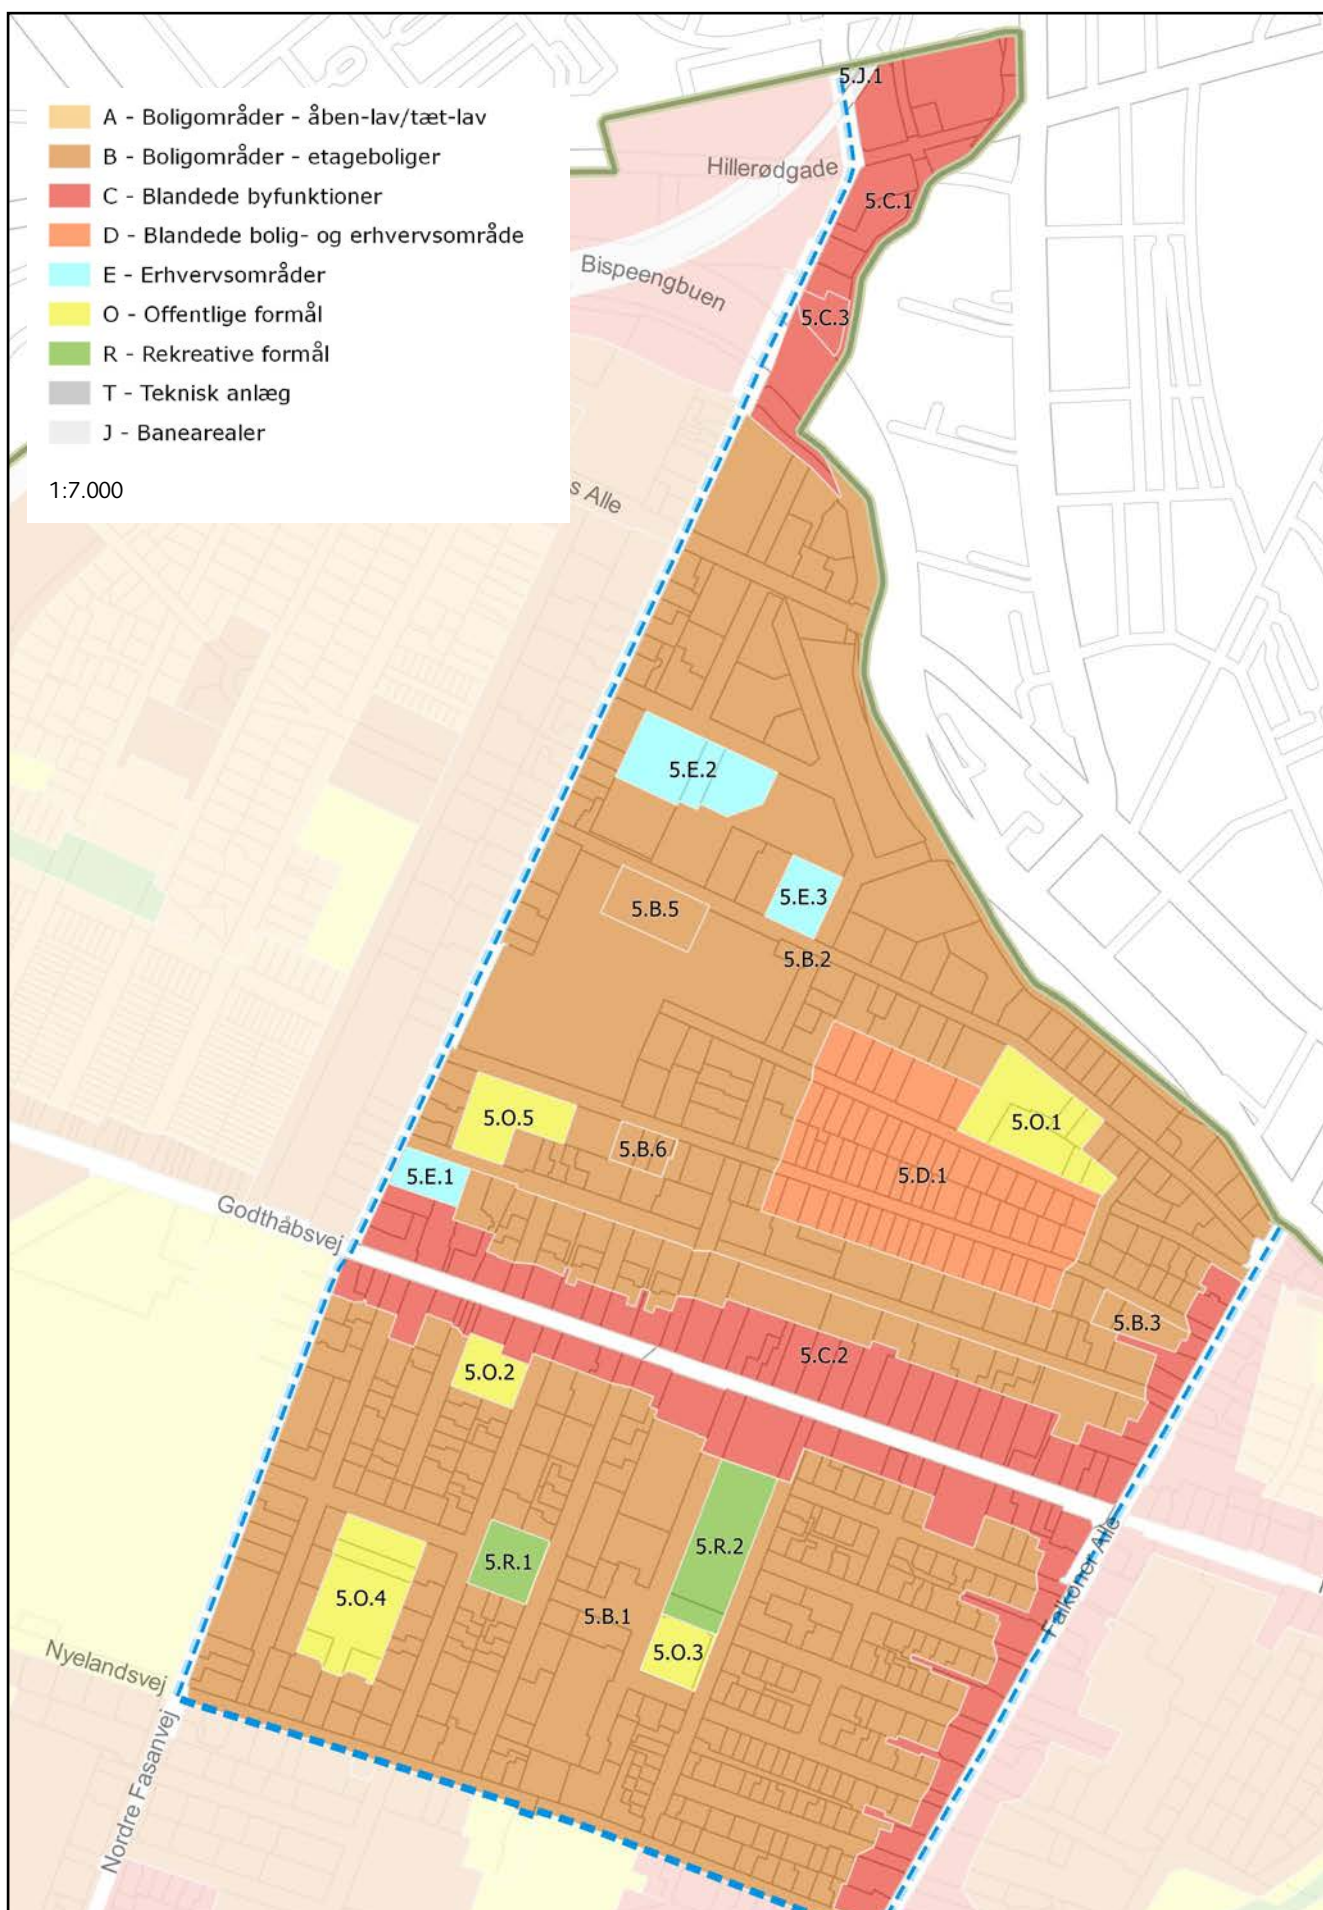 5.J.1
A - Boligområder - åben-lav/tæt-lav
B - Boligområder - etageboliger
C - Blandede byfunktioner
D - Blandede bolig- og erhvervsområde
E - Erhvervsområder
O - Offentlige formål
R - Rekreative formål
T - Teknisk anlæg
J - Banearealer
1:7.000
Hillerødgade
5.C.1
Bispeengbuen
5.C.3
s Alle
5.E.2
5.E.3
5.B.5
5.B.2
5.O.5
5.O.1
5.B.6
5.E.1
5.D.1
Godthåbsvej
5.B.3
5.C.2
5.O.2
5.R.2
5.R.1
Falkoner Alle
5.O.4
5.B.1
5.O.3
Nyelandsvej
Nordre Fasanvej